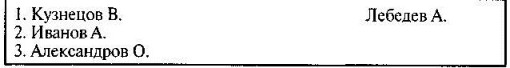 1. Кузнецов В. Лебедев А.
2. Иванов А.
3. Александров О.